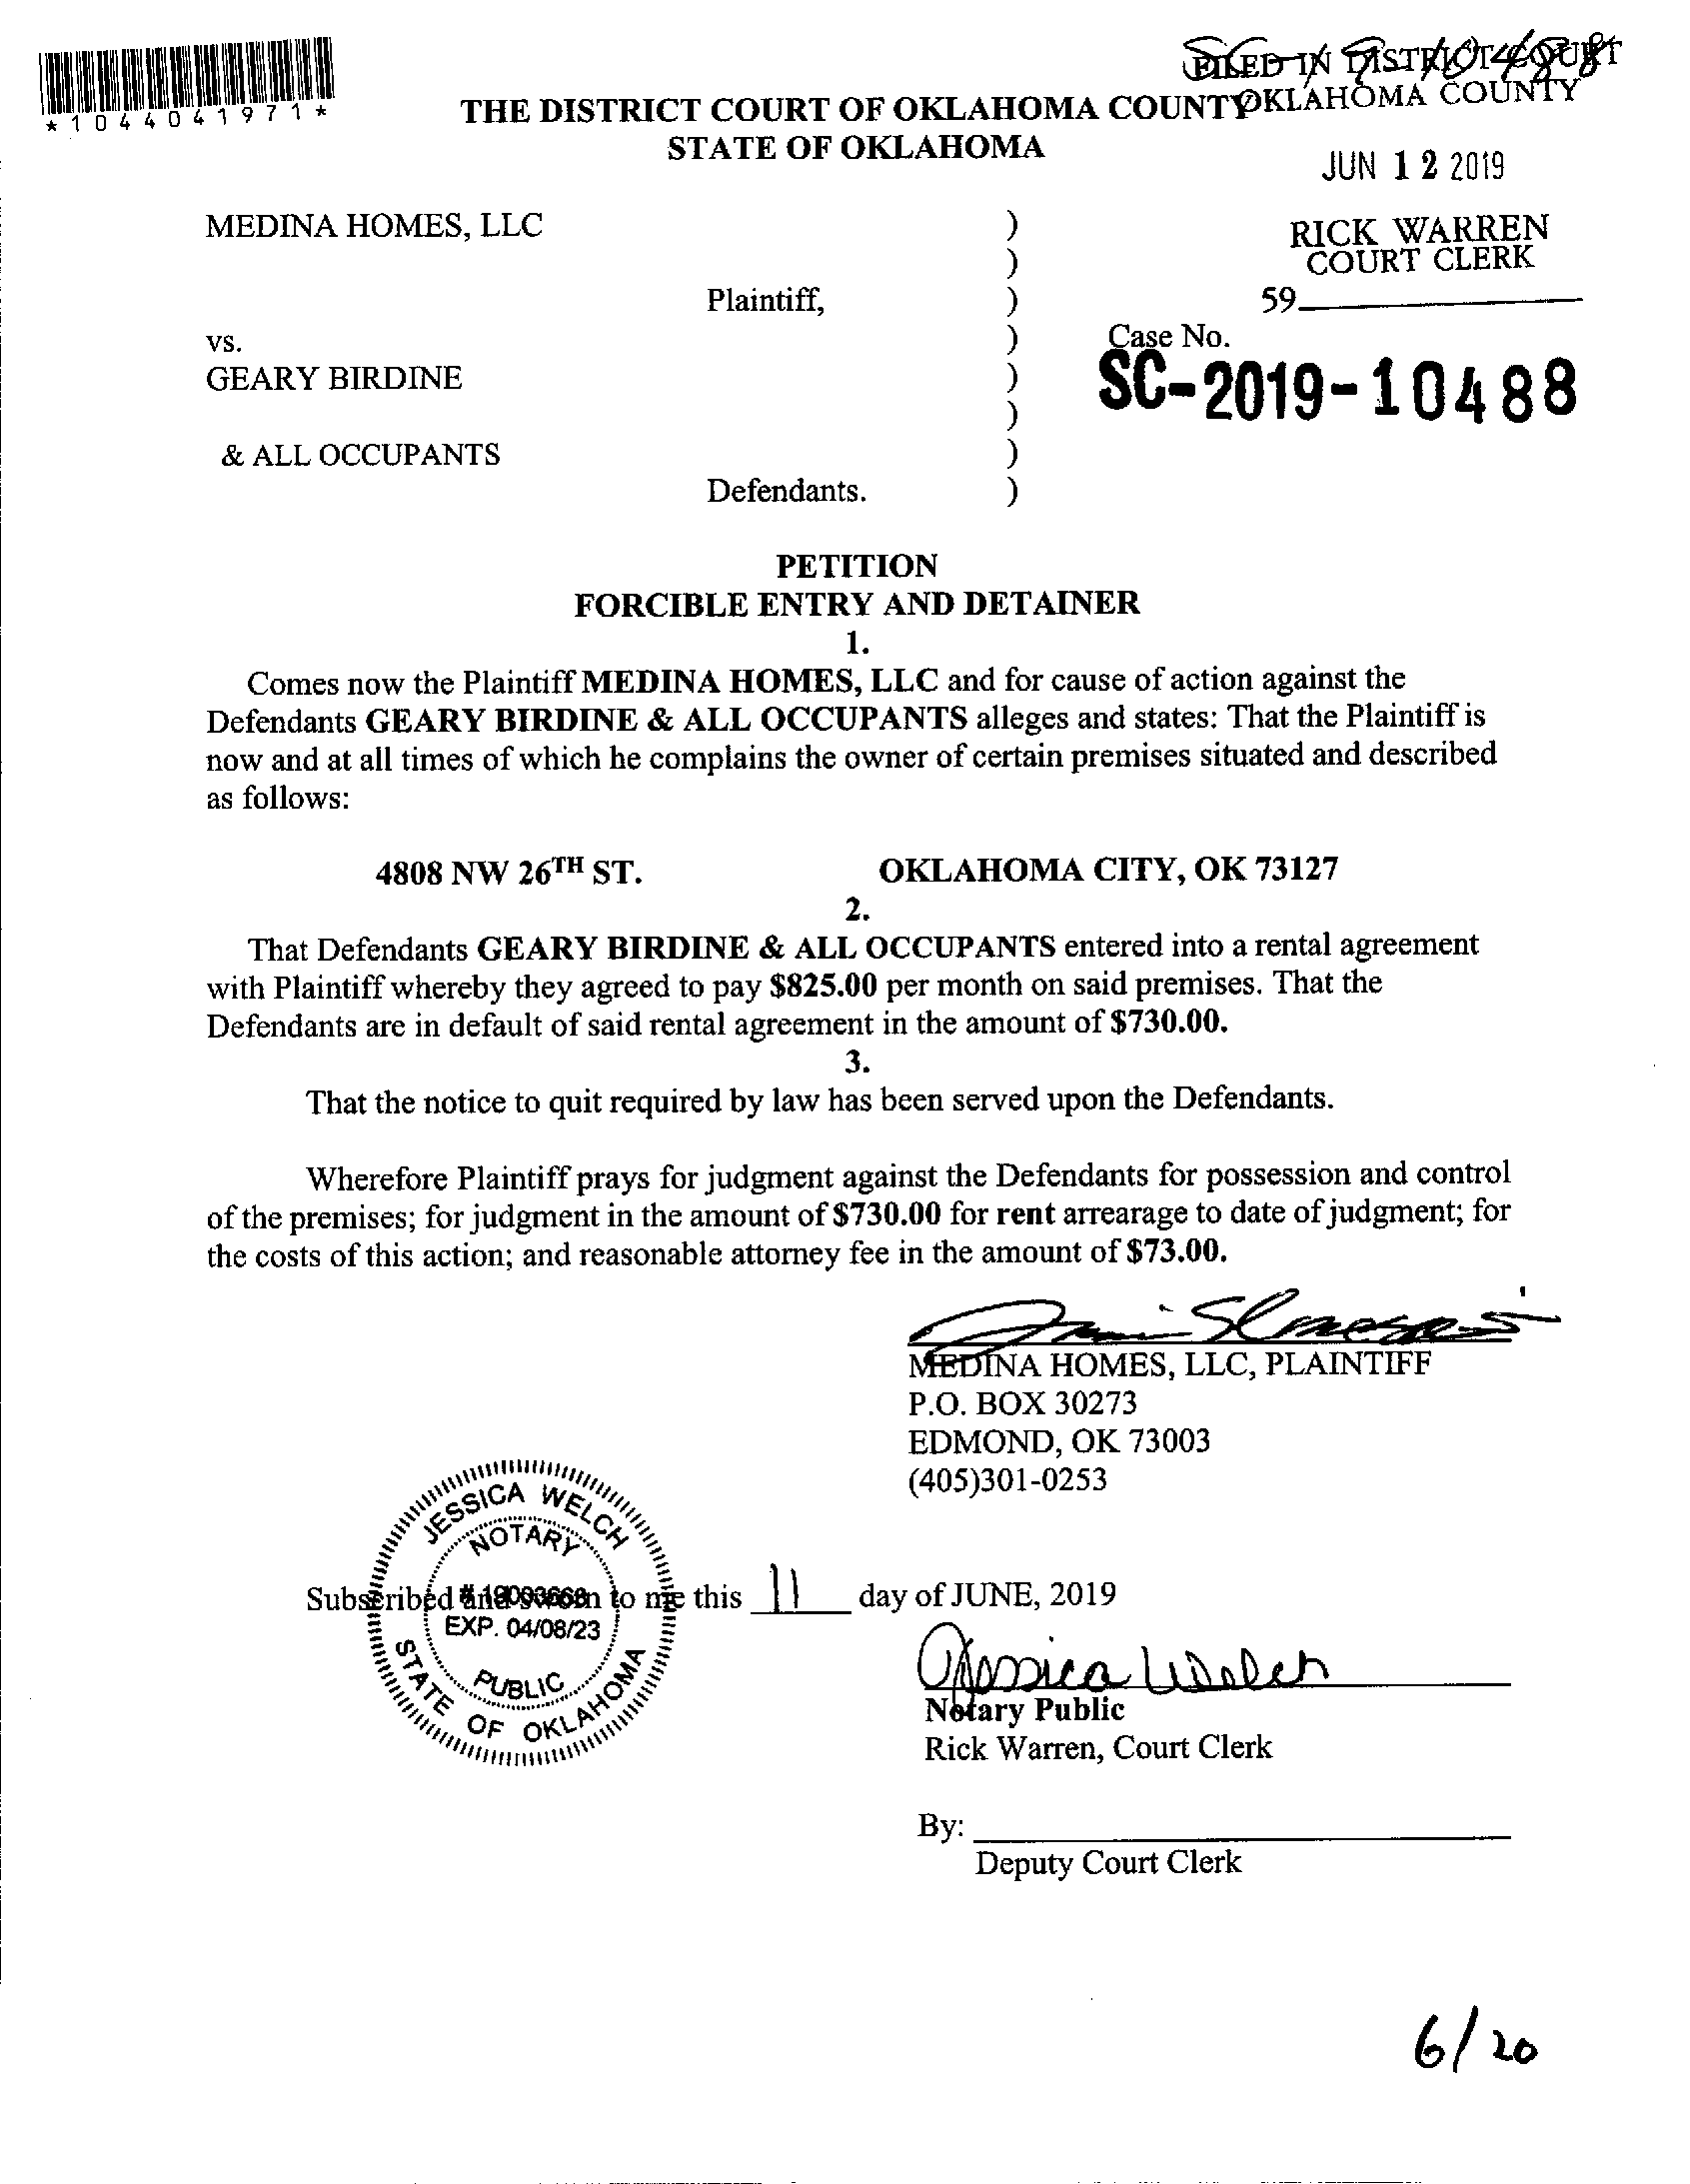 SC-19-10488
FILED IN DISTRICT COURT
OKLAHOMA COUNTY
*1044041971*
THE DISTRICT COURT OF OKLAHOMA COUNTY
STATE OF OKLAHOMA
JUN 12 2019
MEDINA HOMES, LLC )
RICK WARREN
COURT CLERK
)
Plaintiff, )
59
vs. )
Case No.
GEARY BIRDINE )
SC-2019-10488
)
& ALL OCCUPANTS )
Defendants. )
PETITION
FORCIBLE ENTRY AND DETAINER
1.
Comes now the Plaintiff MEDINA HOMES, LLC and for cause of action against the
Defendants GEARY BIRDINE & ALL OCCUPANTS alleges and states: That the Plaintiff is
now and at all times of which he complains the owner of certain premises situated and described
as follows:
4808 NW 26TH ST. OKLAHOMA CITY, OK 73127
2.
That Defendants GEARY BIRDINE & ALL OCCUPANTS entered into a rental agreement
with Plaintiff whereby they agreed to pay $825.00 per month on said premises. That the
Defendants are in default of said rental agreement in the amount of $730.00.
3.
That the notice to quit required by law has been served upon the Defendants.
Wherefore Plaintiff prays for judgment against the Defendants for possession and control
of the premises; for judgment in the amount of $730.00 for rent arrearage to date of judgment; for
the costs of this action; and reasonable attorney fee in the amount of $73.00.
MEDINA HOMES, LLC, PLAINTIFF
P.O. BOX 30273
EDMOND, OK 73003
(405)301-0253
JESSICA WELCH
NOTARY
Subscribed and sworn to me this 11 day of JUNE, 2019
EXP. 04/08/23
PUBLIC
STATE OF OKLAHOMA
Jessica Welch
Notary Public
Rick Warren, Court Clerk
By:
Deputy Court Clerk
6/20